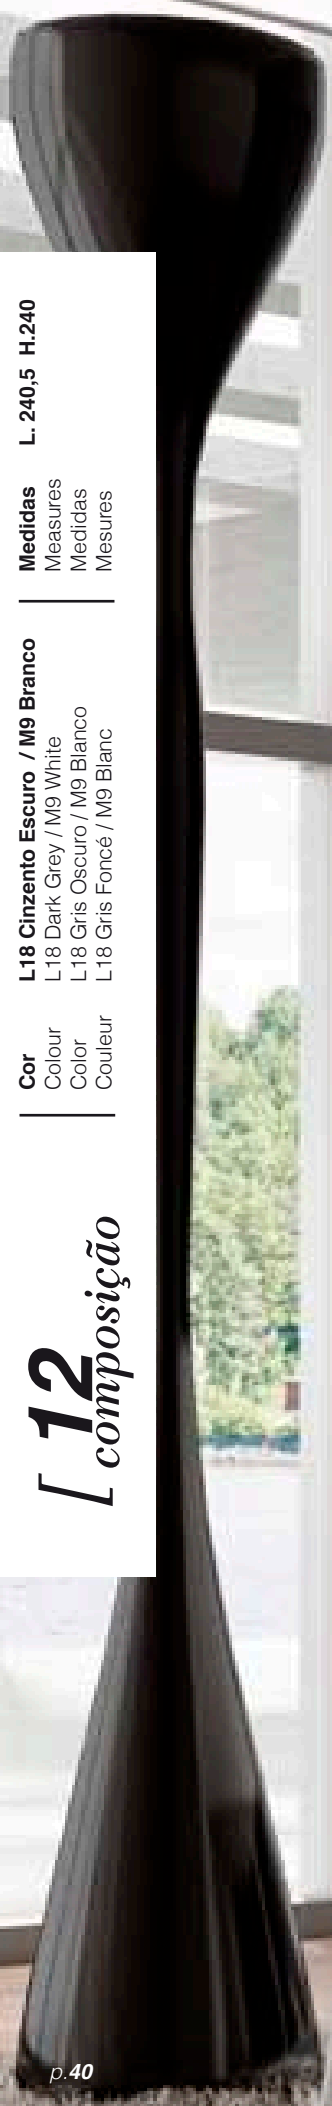 [ 12
composição
Cor
Colour
Color
Couleur
L18 Cinzento Escuro / M9 Branco
L18 Dark Grey / M9 White
L18 Gris Oscuro / M9 Blanco
L18 Gris Foncé / M9 Blanc
Medidas
Measures
Medidas
Mesures
L. 240,5 H.240
p.40